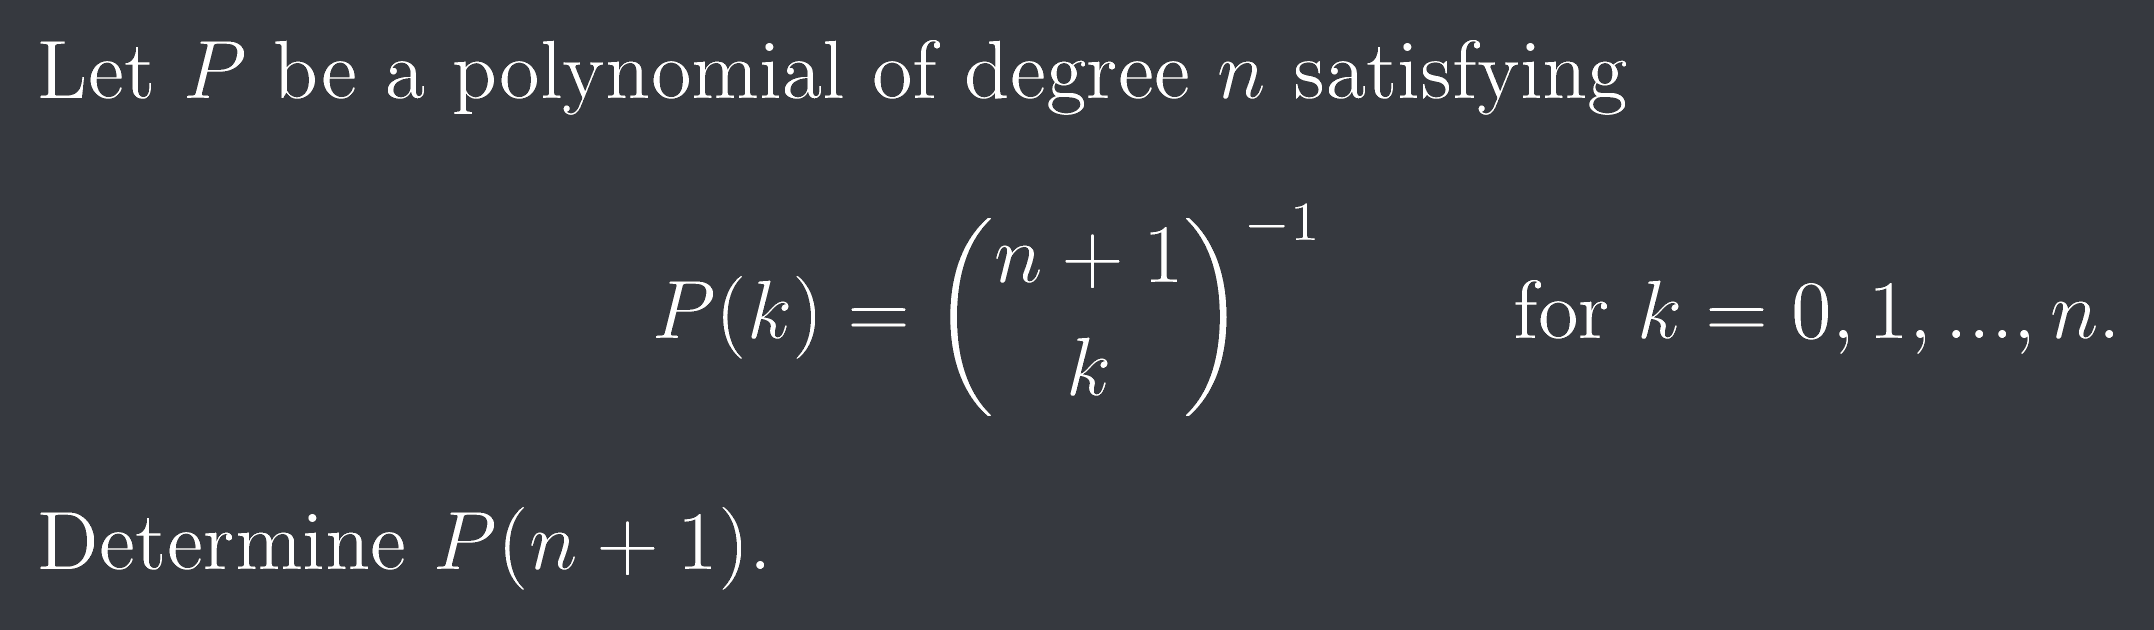 Let P be a polynomial of degree n satisfying
P(k) = \binom{n+1}{k}^{-1} for k = 0, 1, ..., n.
Determine P(n + 1).